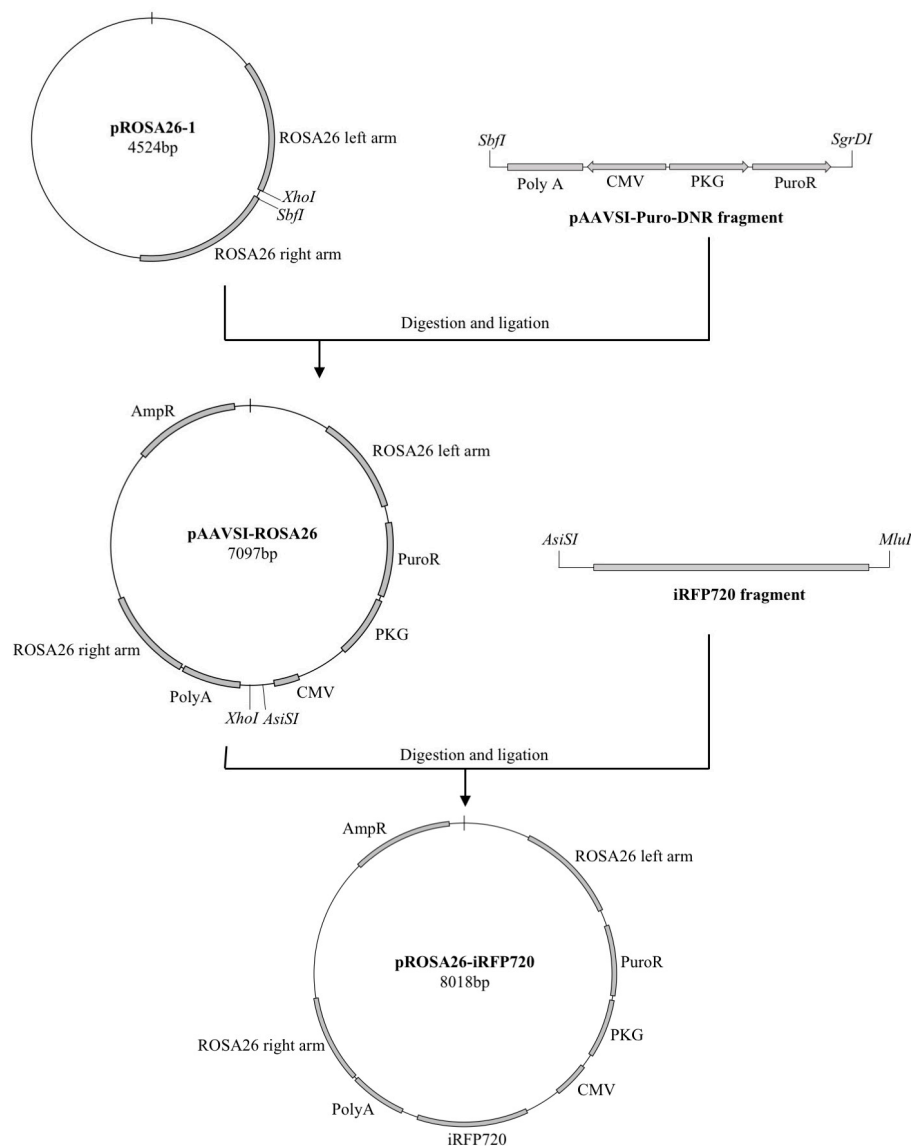 pROSA26-1
4524bp
ROSA26 left arm
XhoI
SbfI
ROSA26 right arm
SbfI
SgrDI
Poly A
CMV
PKG
PuroR
pAAVSI-Puro-DNR fragment
Digestion and ligation
AmpR
ROSA26 left arm
pAAVSI-ROSA26
7097bp
PuroR
PKG
ROSA26 right arm
PolyA
CMV
XhoI
AsiSI
AsiSI
MluI
iRFP720 fragment
Digestion and ligation
AmpR
ROSA26 left arm
pROSA26-iRFP720
8018bp
PuroR
PKG
ROSA26 right arm
CMV
PolyA
iRFP720